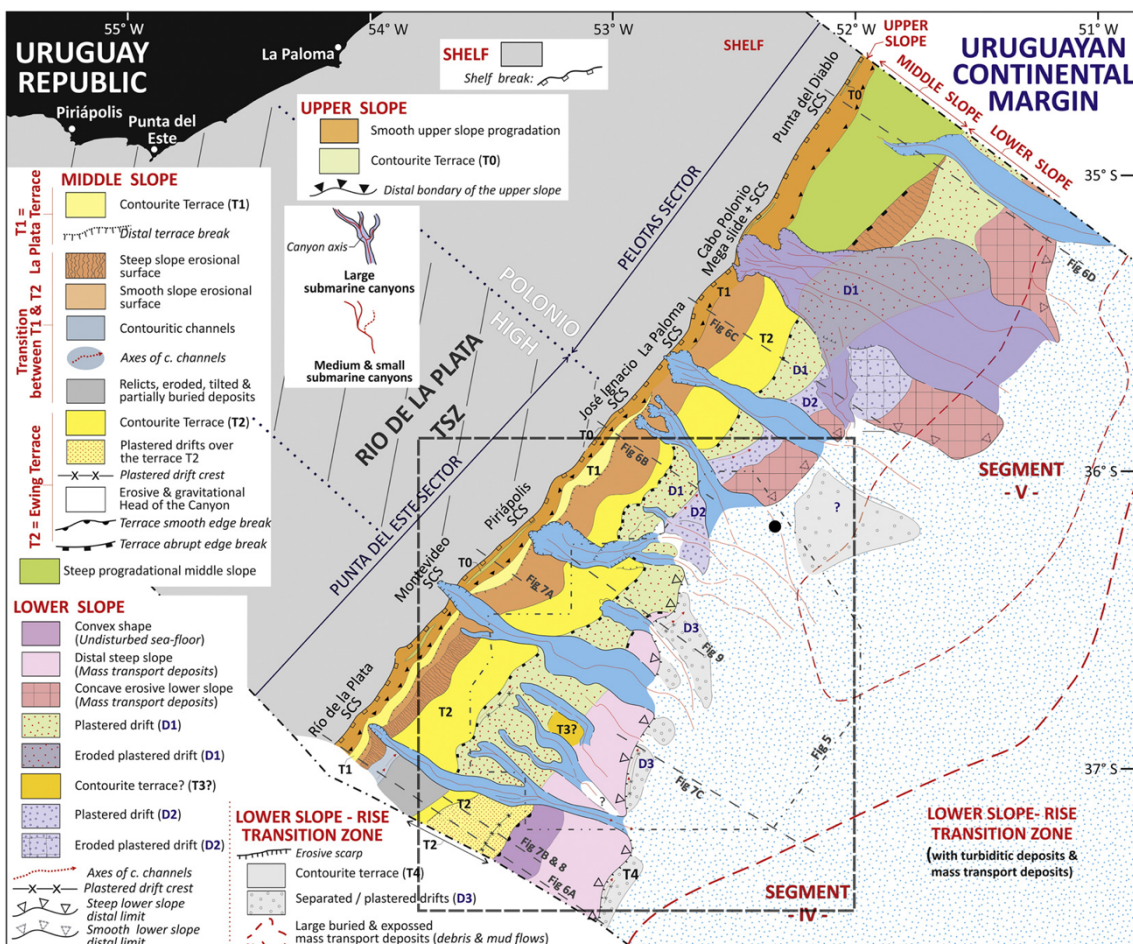 55° W
54° W
53° W
52° W
51° W
URUGUAY
REPUBLIC
La Paloma
Piriápolis
Punta del
Este
SHELF
Shelf break:
UPPER SLOPE
Smooth upper slope progradation
Contourite Terrace (T0)
Distal bondary of the upper slope
Canyon axis
Large
submarine canyons
Medium & small
submarine canyons
MIDDLE SLOPE
T1 =
La Plata Terrace
Contourite Terrace (T1)
Distal terrace break
Transition
between T1 & T2
Steep slope erosional
surface
Smooth slope erosional
surface
Contouritic channels
Axes of c. channels
Relicts, eroded, tilted &
partially buried deposits
T2 = Ewing Terrace
Contourite Terrace (T2)
Plastered drifts over
the terrace T2
Plastered drift crest
Erosive & gravitational
Head of the Canyon
Terrace smooth edge break
Terrace abrupt edge break
Steep progradational middle slope
LOWER SLOPE
Convex shape
(Undisturbed sea-floor)
Distal steep slope
(Mass transport deposits)
Concave erosive lower slope
(Mass transport deposits)
Plastered drift (D1)
Eroded plastered drift (D1)
Contourite terrace? (T3?)
Plastered drift (D2)
Eroded plastered drift (D2)
Axes of c. channels
Plastered drift crest
Steep lower slope
distal limit
Smooth lower slope
distal limit
LOWER SLOPE - RISE
TRANSITION ZONE
Erosive scarp
Contourite terrace (T4)
Separated / plastered drifts (D3)
Large buried & expossed
mass transport deposits (debris & mud flows)
SHELF
UPPER
SLOPE
MIDDLE SLOPE
LOWER SLOPE
URUGUAYAN
CONTINENTAL
MARGIN
35° S
36° S
37° S
POLONIO
HIGH
RIO DE LA PLATA
TSZ
PELOTAS SECTOR
PUNTA DEL ESTE SECTOR
Punta del Diablo
SCS
Cabo Polonio
Mega slide + SCS
La Paloma
SCS
José Ignacio
SCS
Piriápolis
SCS
Montevideo
SCS
Rio de la Plata
SCS
T0
Fig 6D
D1
T1
Fig 6C
T2
D1
D2
T0
Fig 6B
T1
D1
D2
?
SEGMENT
- V -
T0
Fig 7A
D3
Fig 9
T2
T3?
Fig 5
D3
Fig 7C
T1
?
T2
T2
Fig 7B & 8
Fig 6A
T4
SEGMENT
- IV -
LOWER SLOPE- RISE
TRANSITION ZONE
(with turbiditic deposits &
mass transport deposits)